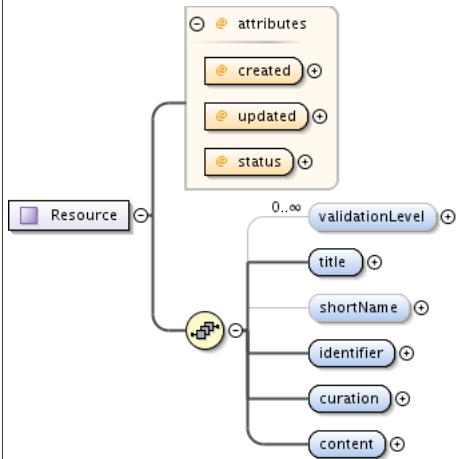 @ attributes
@ created
@ updated
@ status
Resource
0..∞
validationLevel
title
shortName
identifier
curation
content